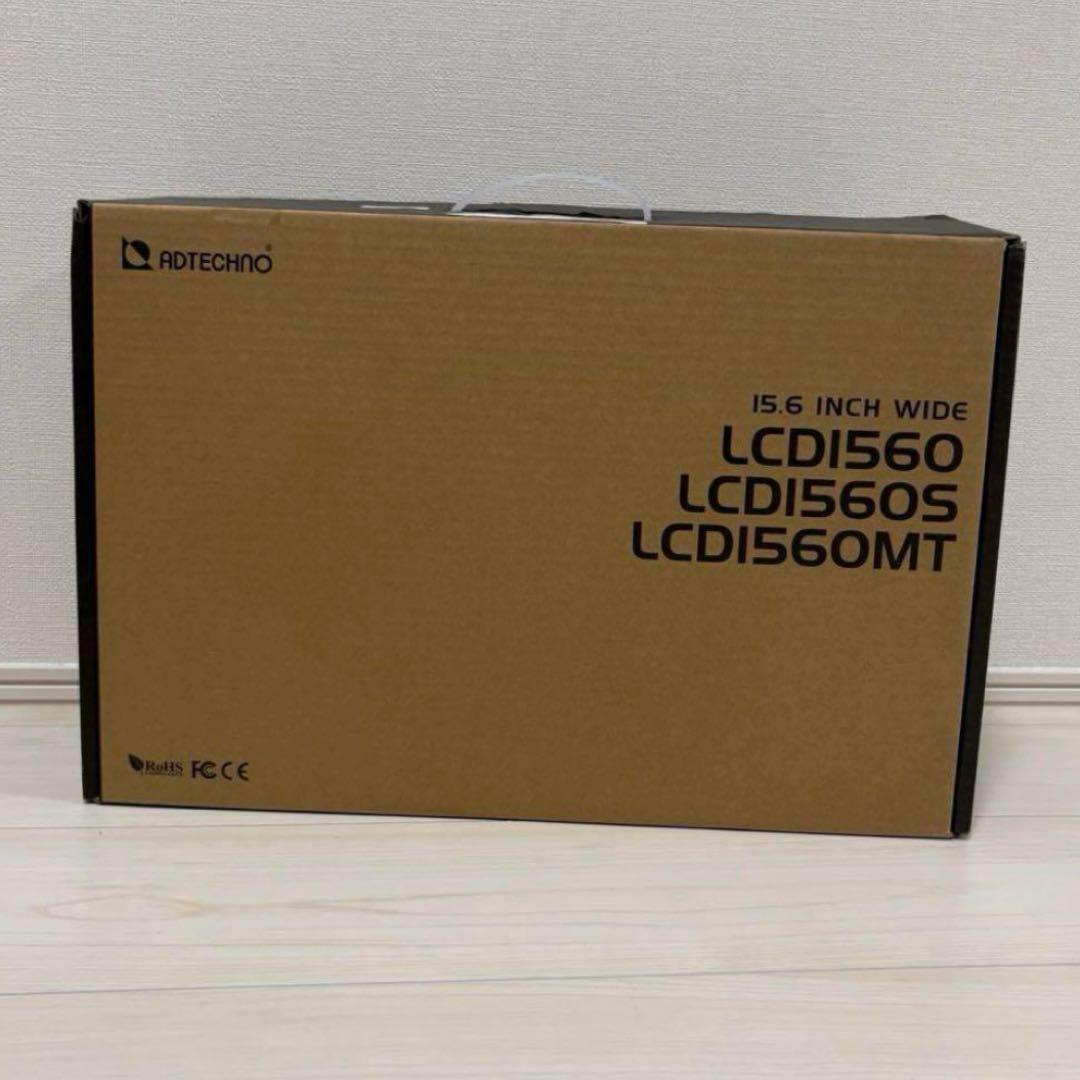 ADTECHNO®
15.6 INCH WIDE
LCD1560
LCD1560S
LCD1560MT
RoHS FC CE